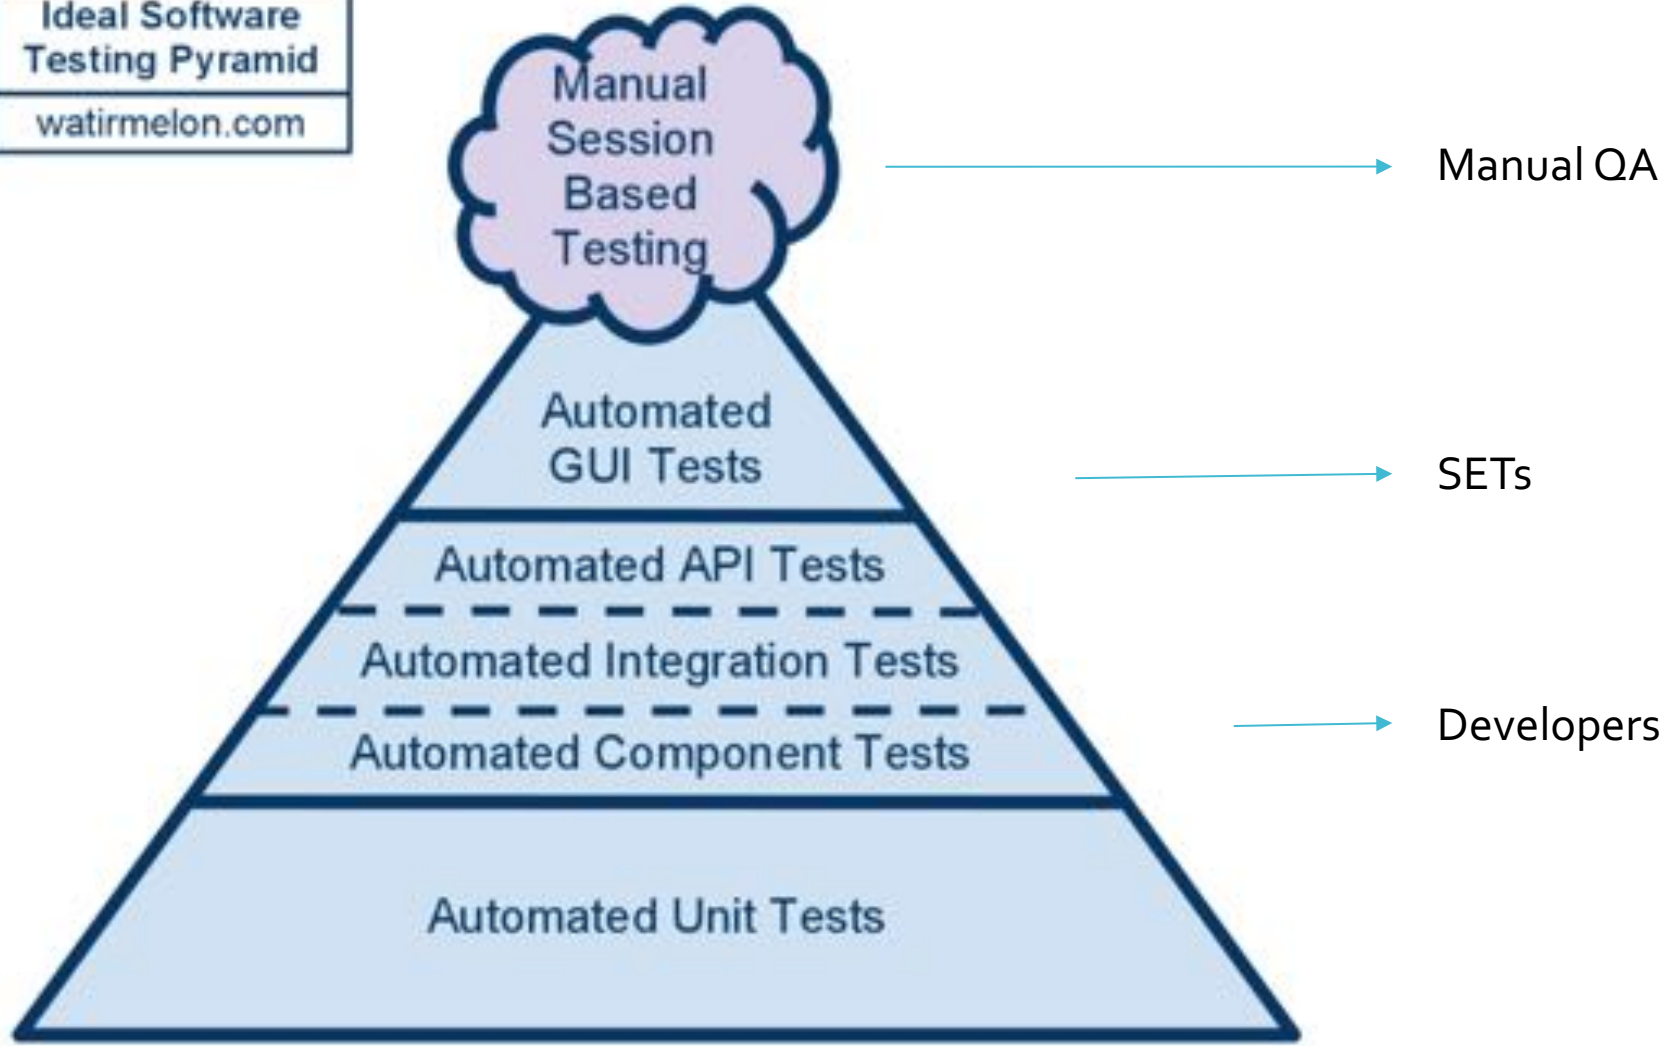 Ideal Software
Testing Pyramid
watirmelon.com
Manual
Session
Based
Testing
Manual QA
Automated
GUI Tests
SETs
Automated API Tests
Automated Integration Tests
Developers
Automated Component Tests
Automated Unit Tests